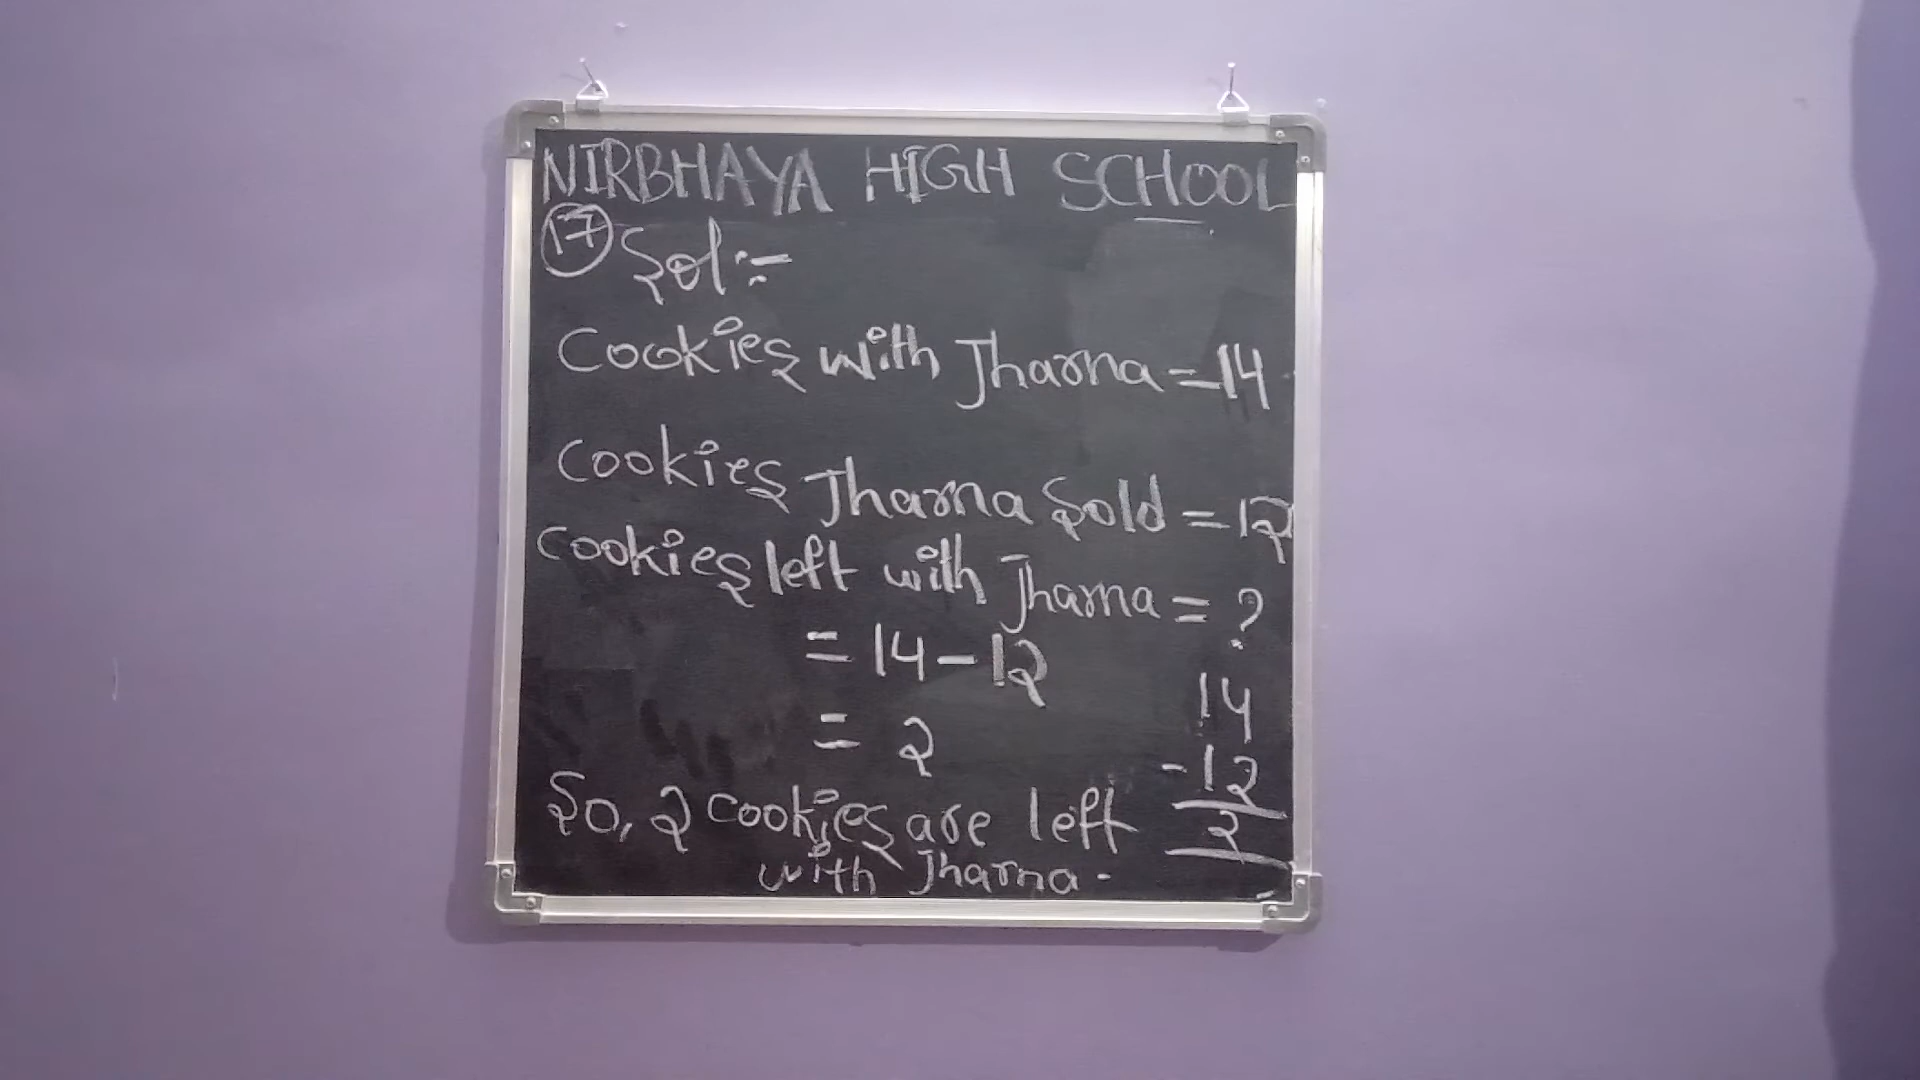 NIRBHAYA HIGH SCHOOL
17 Sol:-
Cookies with Jharna = 14
Cookies Jharna Sold = 12
Cookies left with Jharna = ?
= 14 - 12
= 2
14
- 12
2
So, 2 cookies are left
with Jharna.